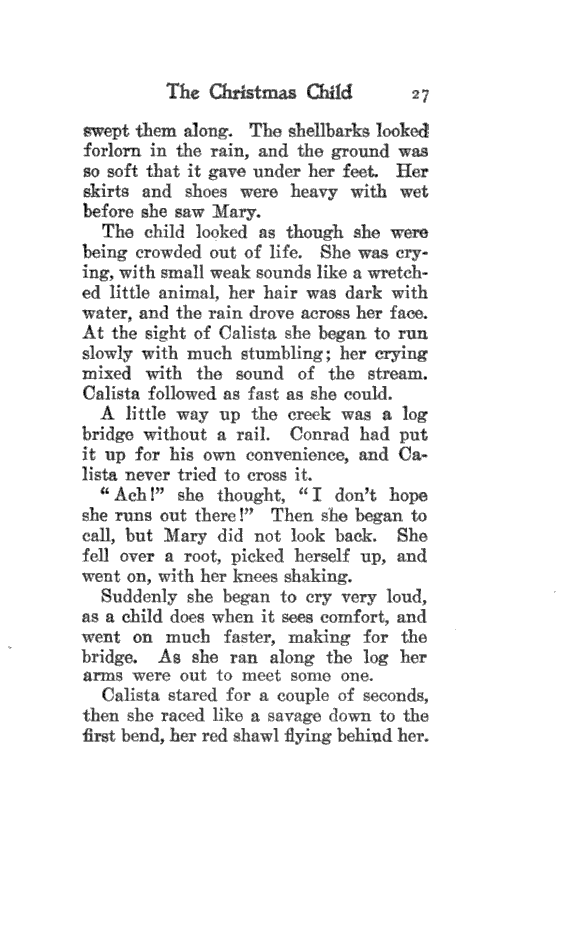 The Christmas Child 27
swept them along. The shellbarks looked
forlorn in the rain, and the ground was
so soft that it gave under her feet. Her
skirts and shoes were heavy with wet
before she saw Mary.
The child looked as though she were
being crowded out of life. She was cry-
ing, with small weak sounds like a wretch-
ed little animal, her hair was dark with
water, and the rain drove across her face.
At the sight of Calista she began to run
slowly with much stumbling; her crying
mixed with the sound of the stream.
Calista followed as fast as she could.
A little way up the creek was a log
bridge without a rail. Conrad had put
it up for his own convenience, and Ca-
lista never tried to cross it.
"Ach!" she thought, "I don't hope
she runs out there!" Then she began to
call, but Mary did not look back. She
fell over a root, picked herself up, and
went on, with her knees shaking.
Suddenly she began to cry very loud,
as a child does when it sees comfort, and
went on much faster, making for the
bridge. As she ran along the log her
arms were out to meet some one.
Calista stared for a couple of seconds,
then she raced like a savage down to the
first bend, her red shawl flying behind her.